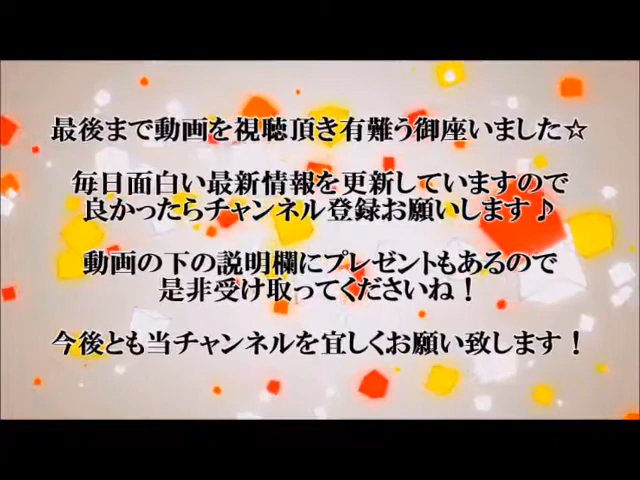 最後まで動画を視聴頂き有難う御座いました☆
毎日面白い最新情報を更新していますので
良かったらチャンネル登録お願いします♪
動画の下の説明欄にプレゼントもあるので
是非受け取ってくださいね！
今後とも当チャンネルを宜しくお願い致します！